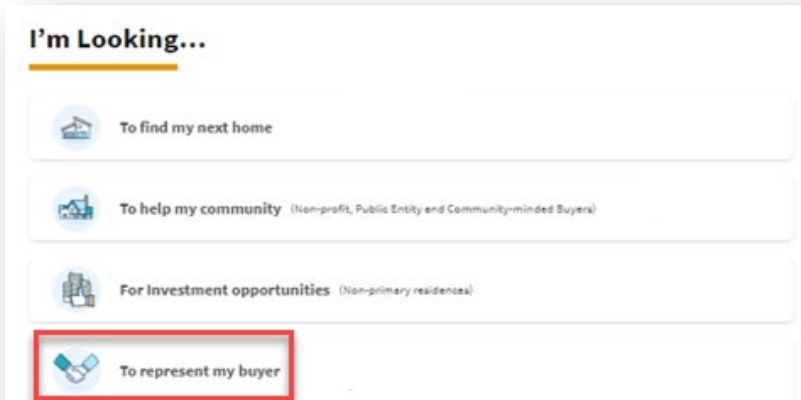 I'm Looking...
To find my next home
To help my community (Non-profit, Public Entity and Community-minded Buyers)
For Investment opportunities (Non-primary residences)
To represent my buyer